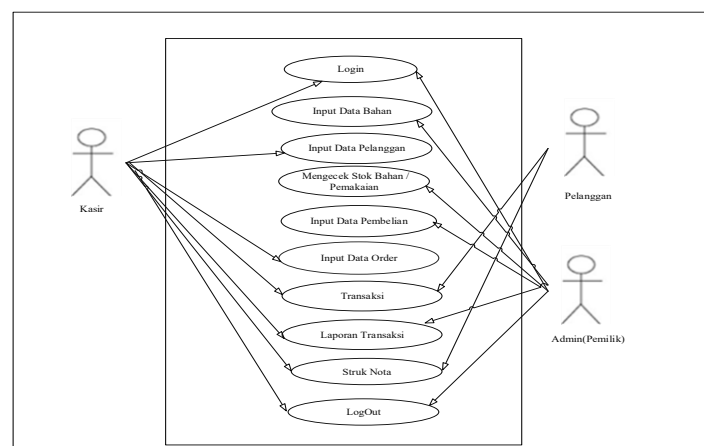 Login
Input Data Bahan
Input Data Pelanggan
Mengecek Stok Bahan /
Pemakaian
Input Data Pembelian
Input Data Order
Transaksi
Laporan Transaksi
Struk Nota
LogOut
Kasir
Pelanggan
Admin(Pemilik)